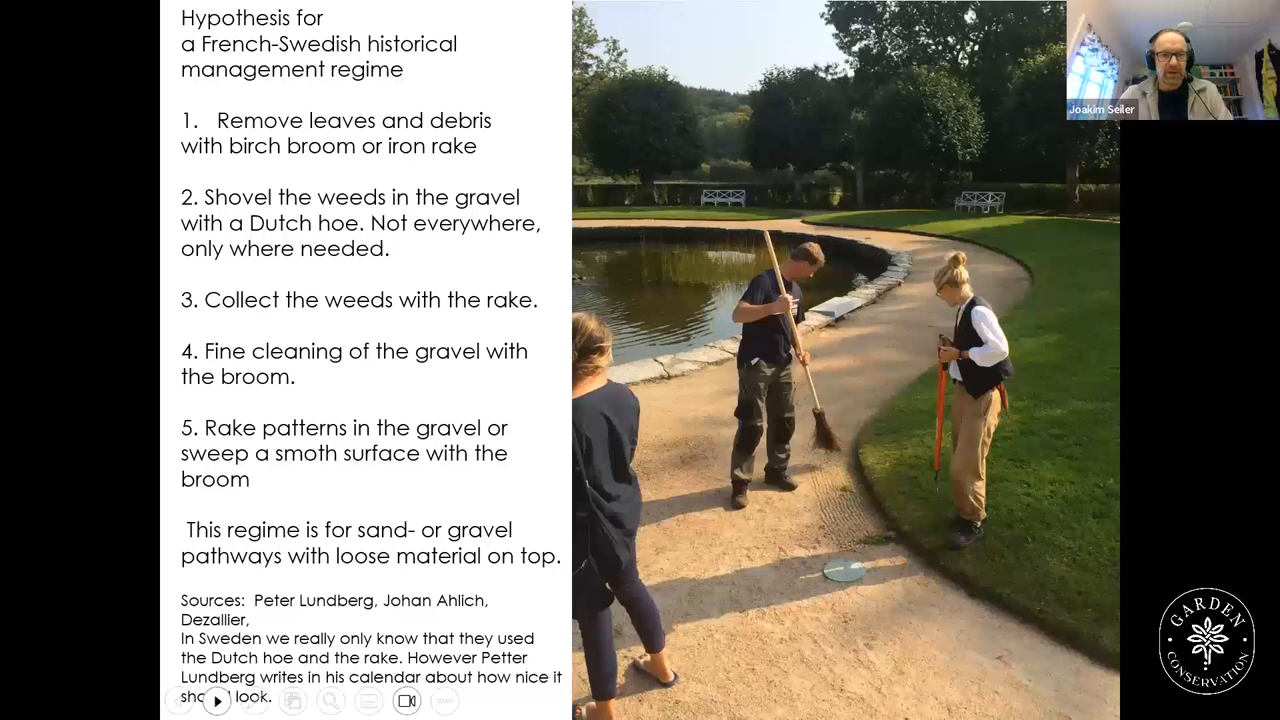 Hypothesis for
a French-Swedish historical
management regime
1. Remove leaves and debris
with birch broom or iron rake
2. Shovel the weeds in the gravel
with a Dutch hoe. Not everywhere,
only where needed.
3. Collect the weeds with the rake.
4. Fine cleaning of the gravel with
the broom.
5. Rake patterns in the gravel or
sweep a smoth surface with the
broom
This regime is for sand- or gravel
pathways with loose material on top.
Sources: Peter Lundberg, Johan Ahlich,
Dezallier,
In Sweden we really only know that they used
the Dutch hoe and the rake. However Petter
Lundberg writes in his calendar about how nice it
look.
Joakim Seiler
GARDEN
CONSERVATION